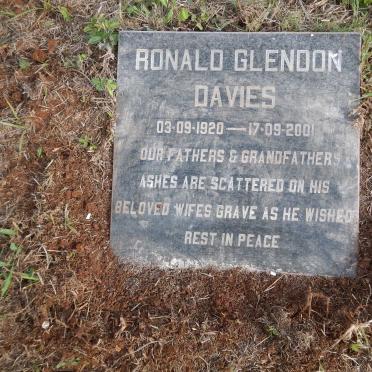 RONALD GLENDON
DAVIES
03-09-1920 — 17-09-2001
OUR FATHERS & GRANDFATHERS
ASHES ARE SCATTERED ON HIS
BELOVED WIFES GRAVE AS HE WISHED
REST IN PEACE